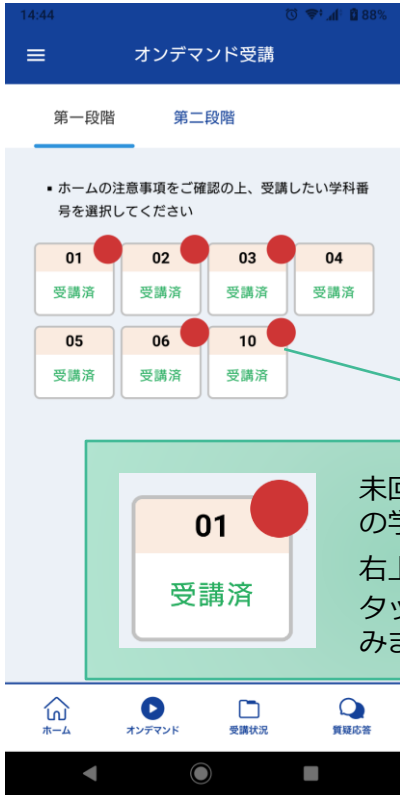 14:44 88%
オンデマンド受講
第一段階 第二段階
▪ ホームの注意事項をご確認の上、受講したい学科番
号を選択してください
01 02 03 04
受講済 受講済 受講済 受講済
05 06 10
受講済 受講済 受講済
01
受講済
未回
の学
右上
タッ
みま
ホーム オンデマンド 受講状況 質疑応答